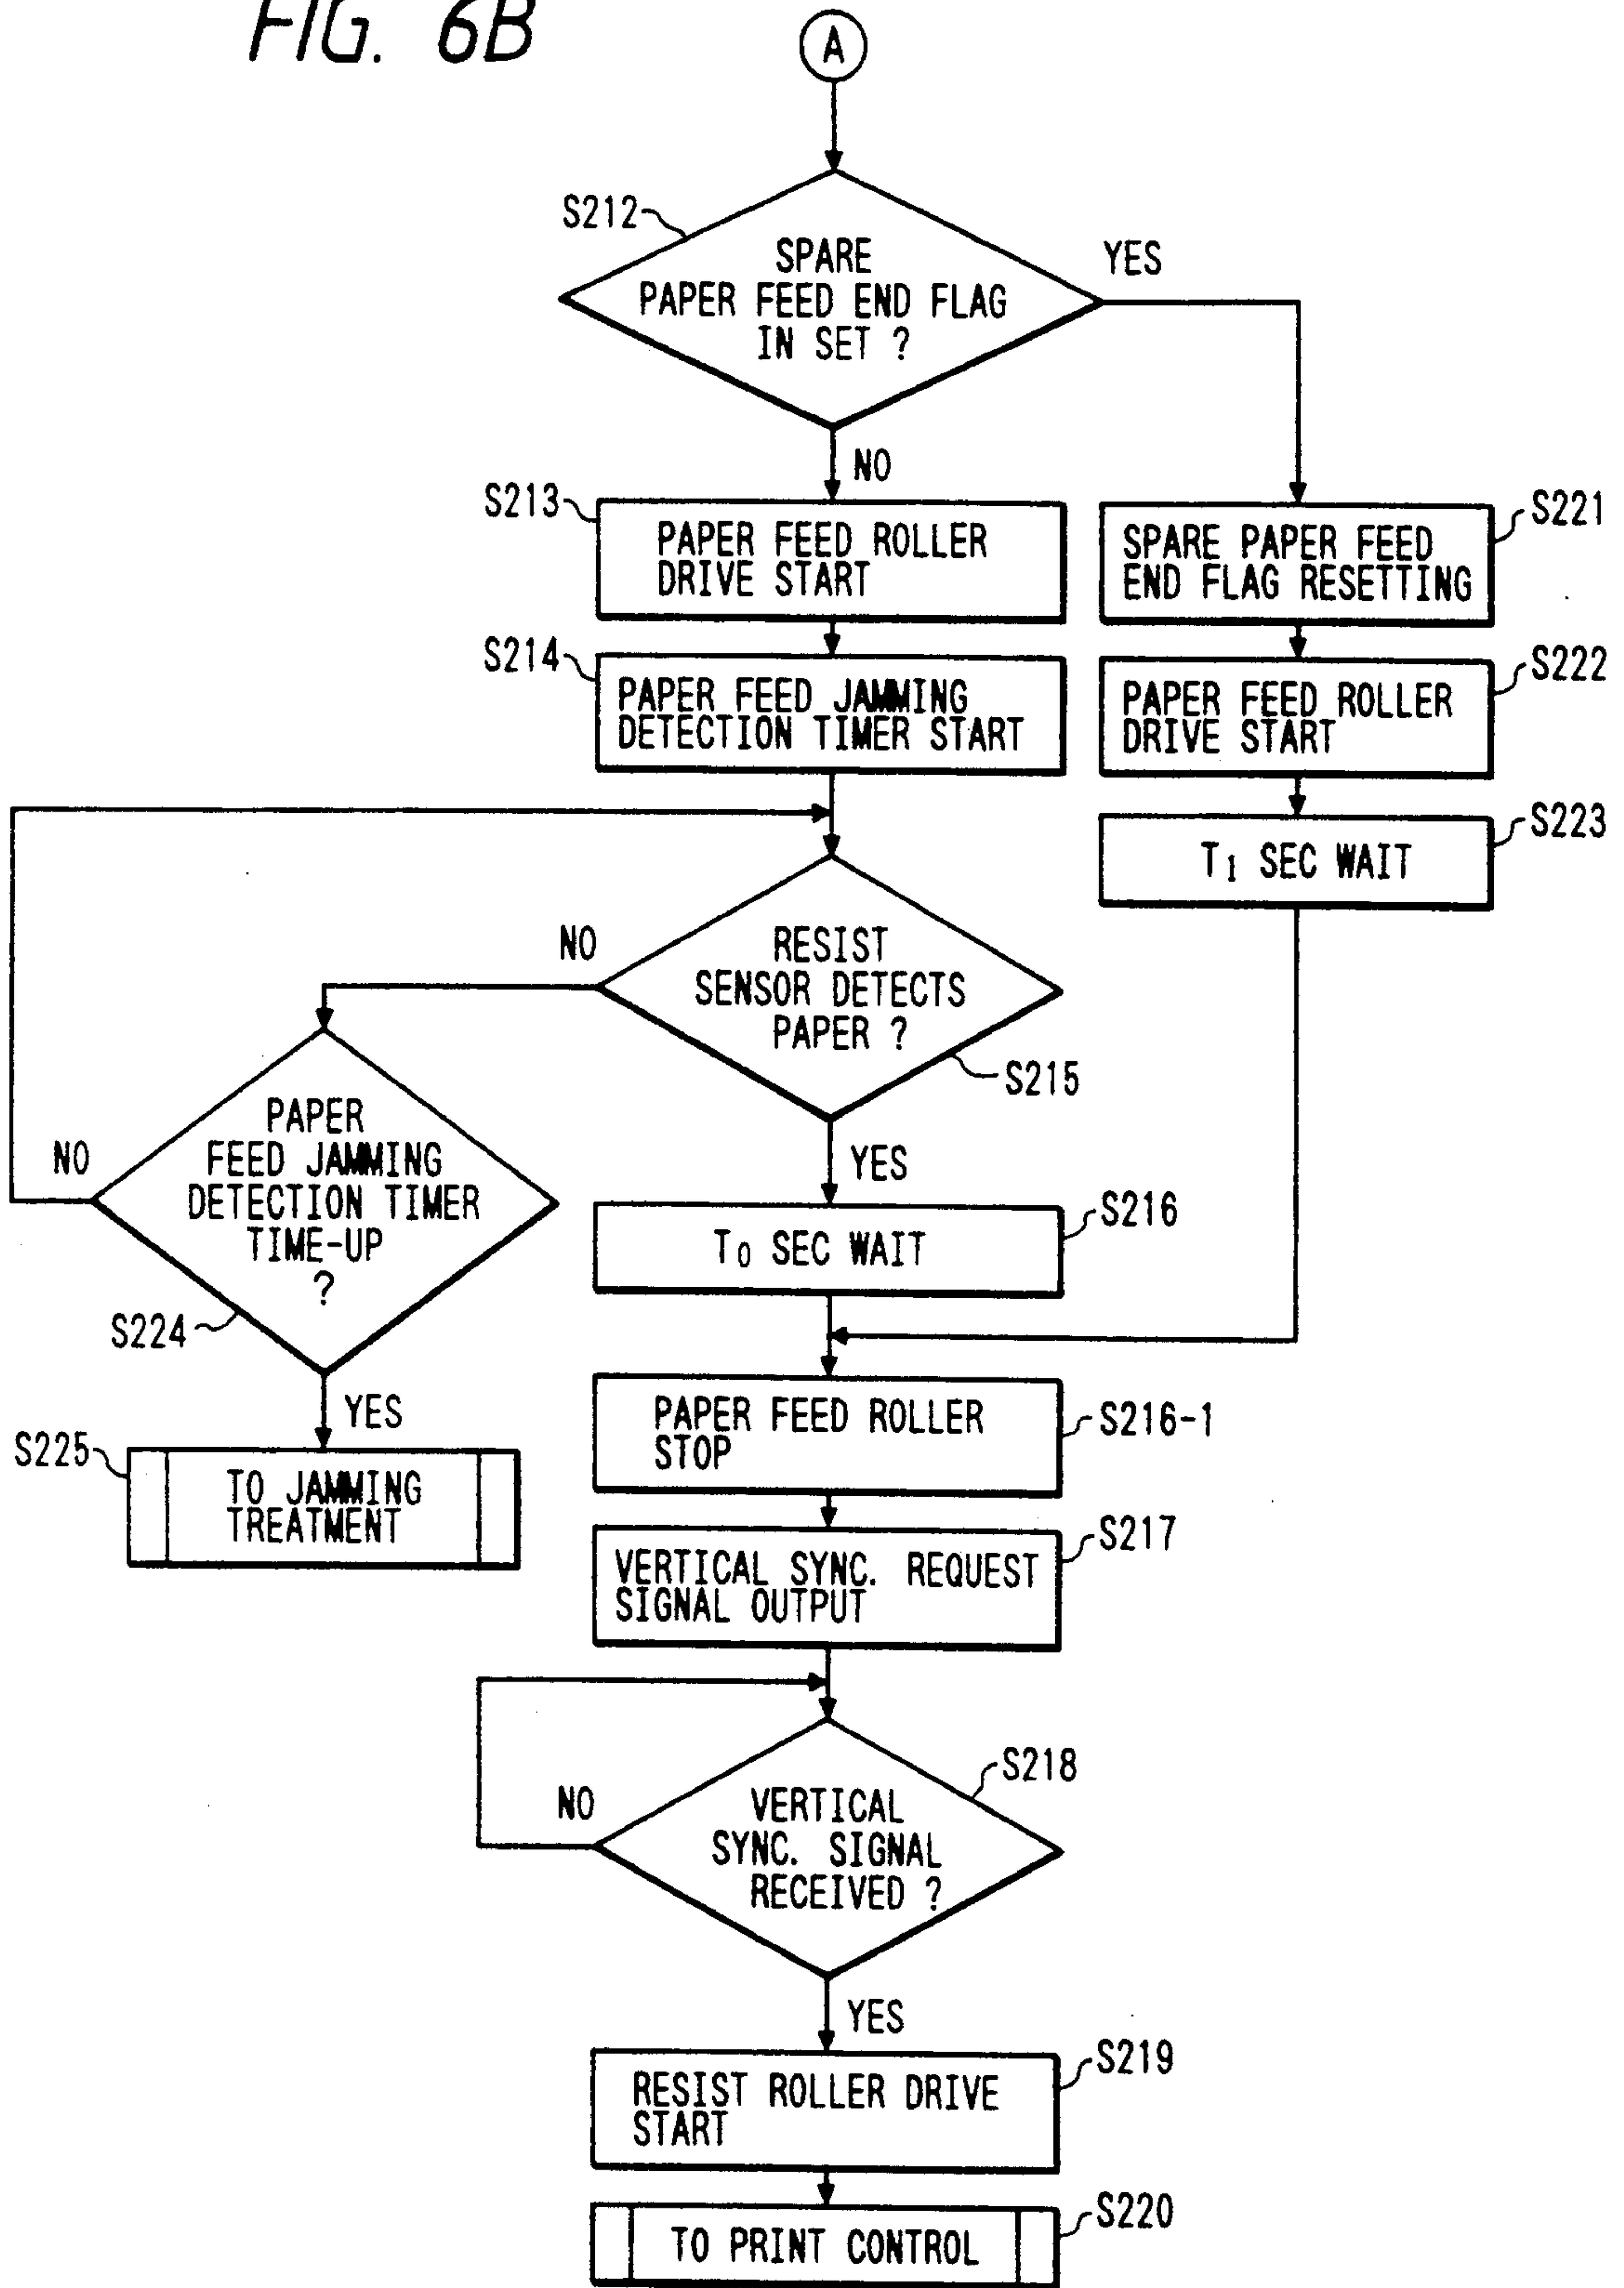 FIG. 6B
A
S212
SPARE
PAPER FEED END FLAG
IN SET ?
YES
NO
S213
PAPER FEED ROLLER
DRIVE START
S221
SPARE PAPER FEED
END FLAG RESETTING
S214
PAPER FEED JAMMING
DETECTION TIMER START
S222
PAPER FEED ROLLER
DRIVE START
S223
T1 SEC WAIT
NO
RESIST
SENSOR DETECTS
PAPER ?
S215
YES
NO
PAPER
FEED JAMMING
DETECTION TIMER
TIME-UP
?
S224
YES
S216
T0 SEC WAIT
S225
TO JAMMING
TREATMENT
PAPER FEED ROLLER
STOP
S216-1
S217
VERTICAL SYNC. REQUEST
SIGNAL OUTPUT
S218
NO
VERTICAL
SYNC. SIGNAL
RECEIVED ?
YES
S219
RESIST ROLLER DRIVE
START
S220
TO PRINT CONTROL